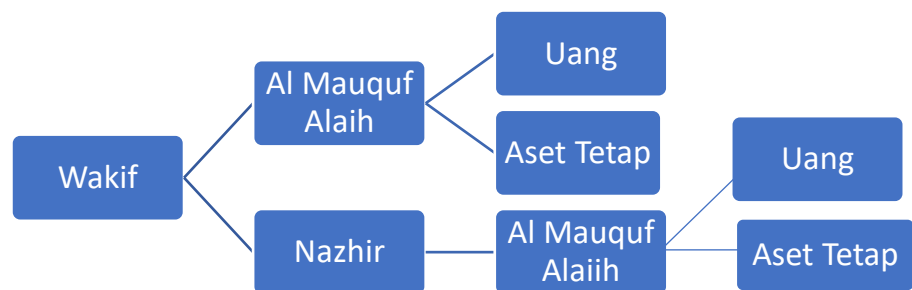 Wakif
Al Mauquf
Alaih
Uang
Aset Tetap
Nazhir
Al Mauquf
Alaiih
Uang
Aset Tetap